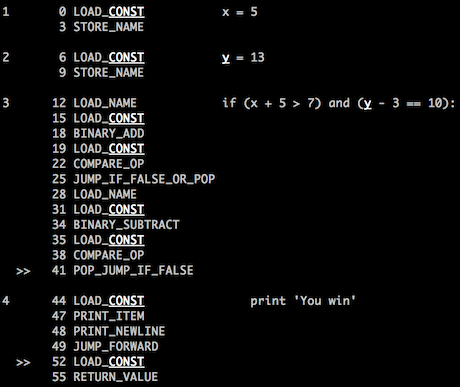 1 0 LOAD_CONST x = 5
3 STORE_NAME
2 6 LOAD_CONST y = 13
9 STORE_NAME
3 12 LOAD_NAME if (x + 5 > 7) and (y - 3 == 10):
15 LOAD_CONST
18 BINARY_ADD
19 LOAD_CONST
22 COMPARE_OP
25 JUMP_IF_FALSE_OR_POP
28 LOAD_NAME
31 LOAD_CONST
34 BINARY_SUBTRACT
35 LOAD_CONST
38 COMPARE_OP
>> 41 POP_JUMP_IF_FALSE
4 44 LOAD_CONST print 'You win'
47 PRINT_ITEM
48 PRINT_NEWLINE
49 JUMP_FORWARD
>> 52 LOAD_CONST
55 RETURN_VALUE